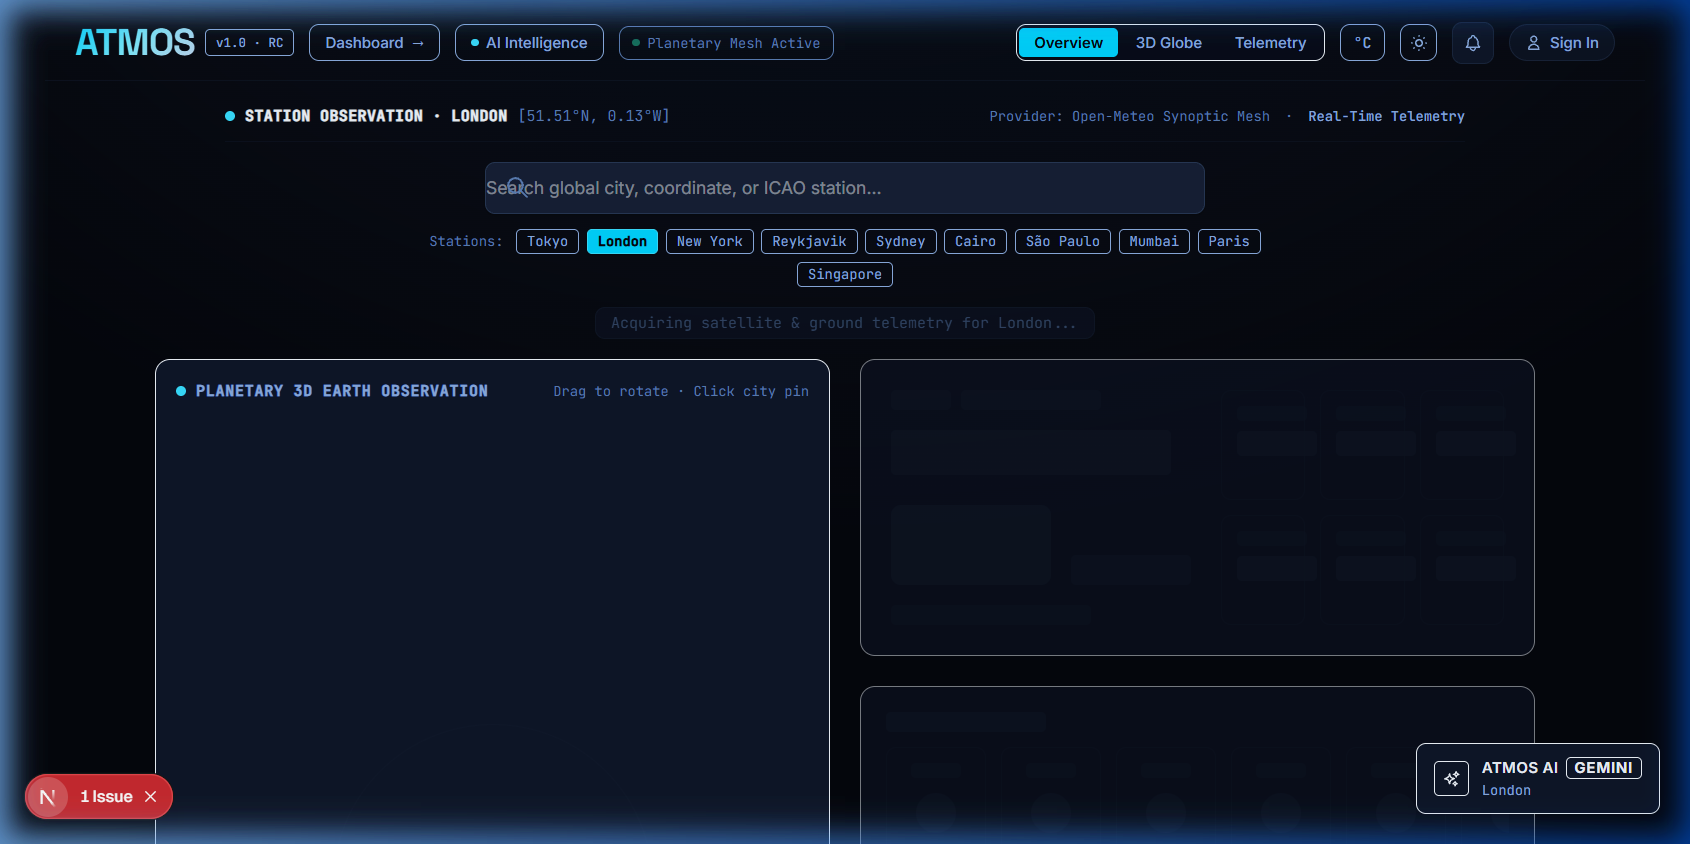 ATMOS v1.0 · RC Dashboard → AI Intelligence Planetary Mesh Active Overview 3D Globe Telemetry °C Sign In
STATION OBSERVATION • LONDON [51.51°N, 0.13°W] Provider: Open-Meteo Synoptic Mesh · Real-Time Telemetry
Search global city, coordinate, or ICAO station...
Stations: Tokyo London New York Reykjavik Sydney Cairo São Paulo Mumbai Paris
Singapore
Acquiring satellite & ground telemetry for London...
PLANETARY 3D EARTH OBSERVATION Drag to rotate · Click city pin
ATMOS AI GEMINI
London
N 1 Issue